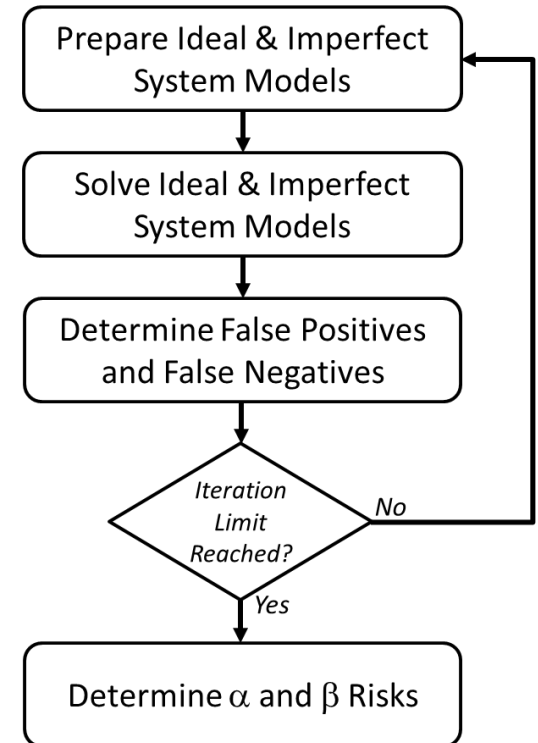 Prepare Ideal & Imperfect
System Models
Solve Ideal & Imperfect
System Models
Determine False Positives
and False Negatives
Iteration
Limit
Reached?
No
Yes
Determine α and β Risks